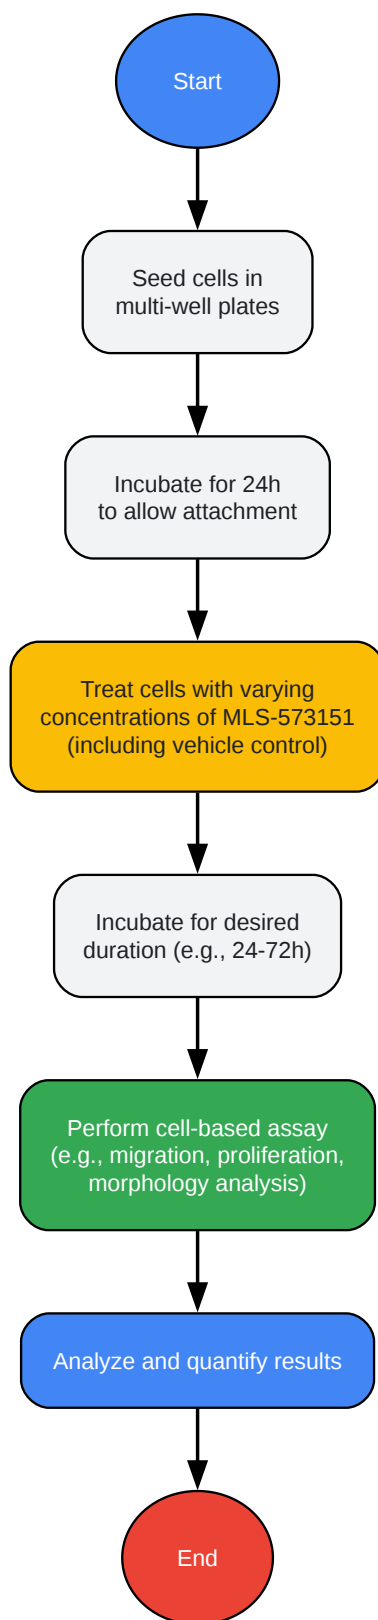 Start
Seed cells in
multi-well plates
Incubate for 24h
to allow attachment
Treat cells with varying
concentrations of MLS-573151
(including vehicle control)
Incubate for desired
duration (e.g., 24-72h)
Perform cell-based assay
(e.g., migration, proliferation,
morphology analysis)
Analyze and quantify results
End